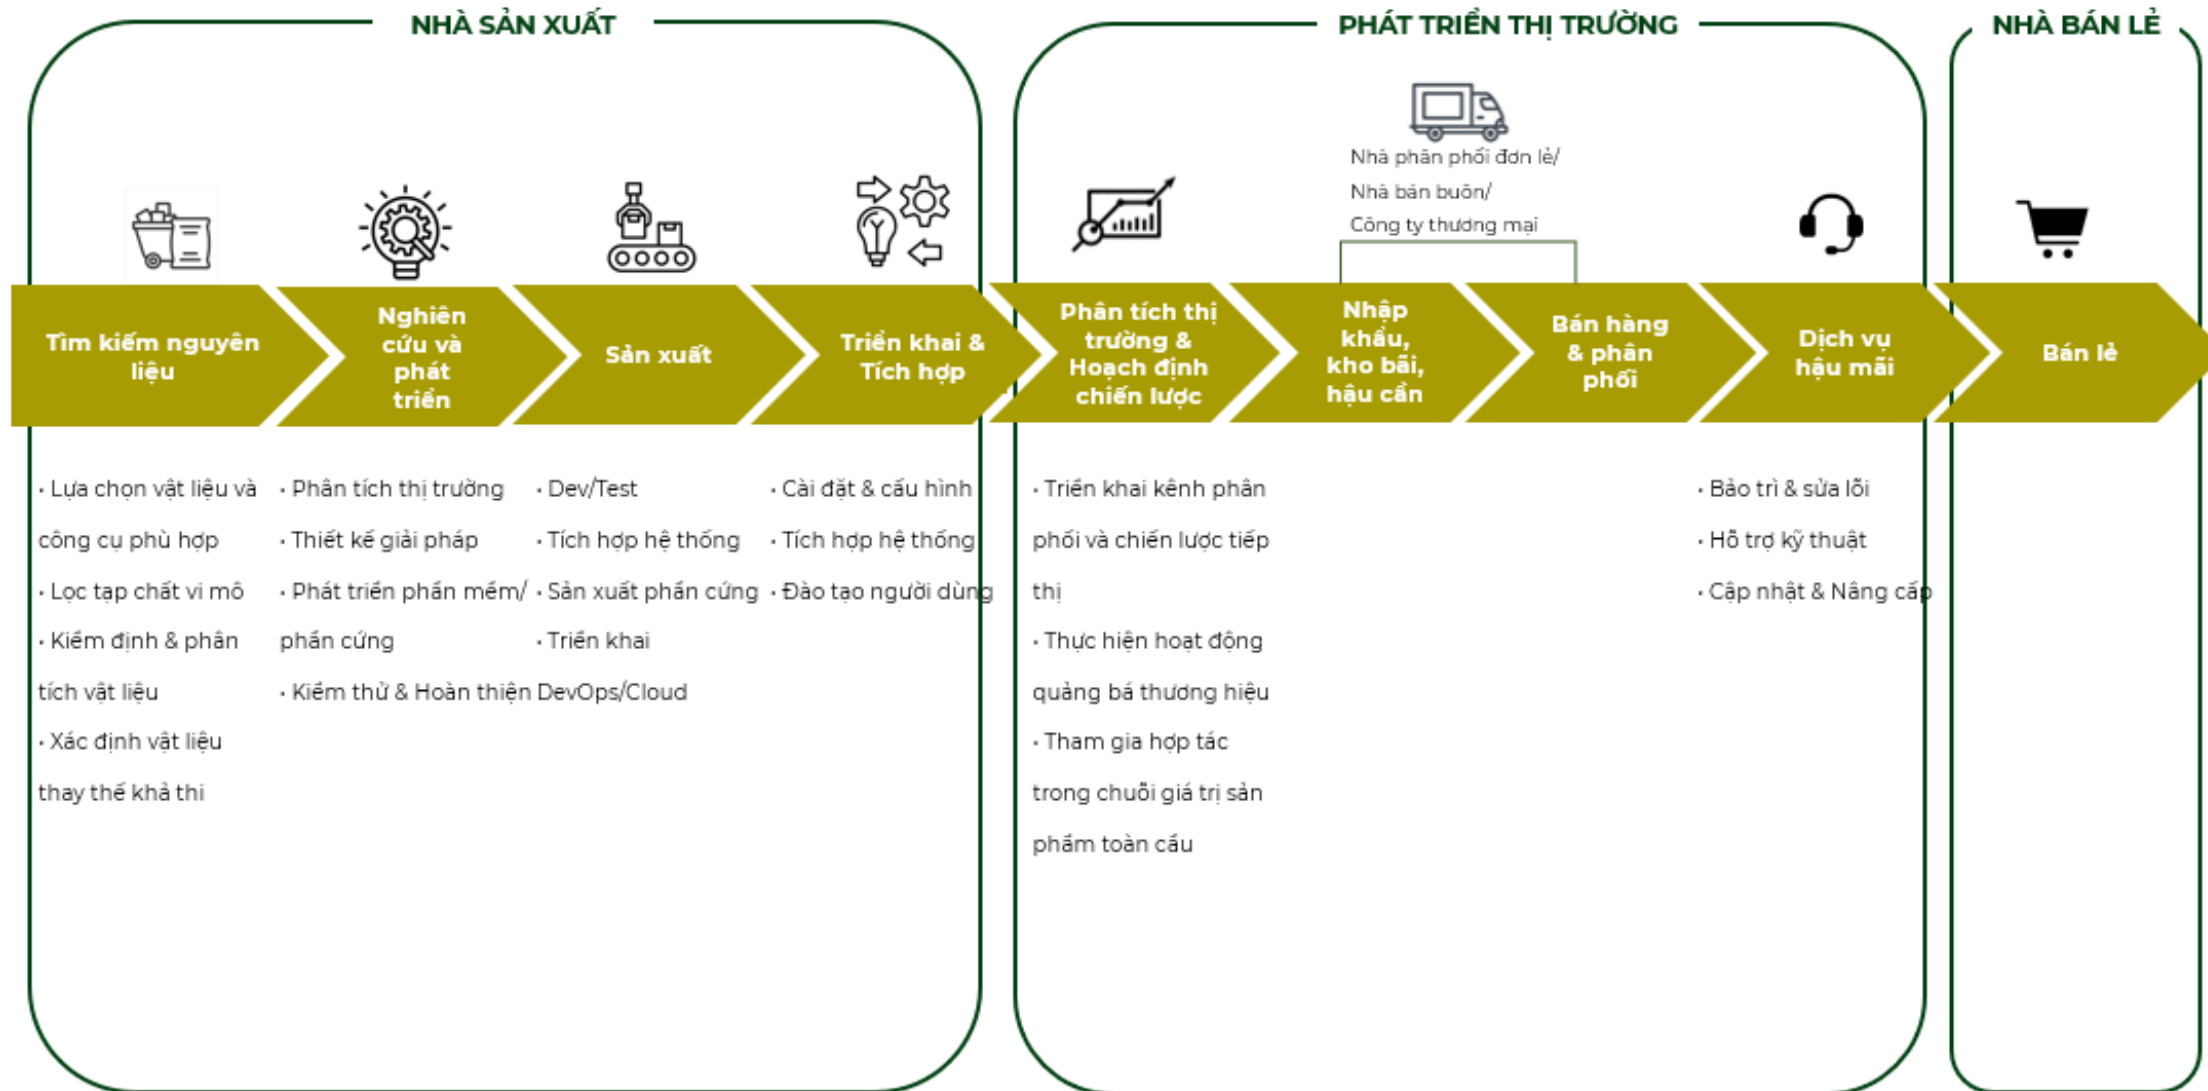 NHÀ SẢN XUẤT
PHÁT TRIỂN THỊ TRƯỜNG
NHÀ BÁN LẺ
Nhà phân phối đơn lẻ/
Nhà bán buôn/
Công ty thương mại
Tìm kiếm nguyên
liệu
Nghiên
cứu và
phát
triển
Sản xuất
Triển khai &
Tích hợp
Phân tích thị
trường &
Hoạch định
chiến lược
Nhập
khẩu,
kho bãi,
hậu cần
Bán hàng
& phân
phối
Dịch vụ
hậu mãi
Bán lẻ
• Lựa chọn vật liệu và
công cụ phù hợp
• Lọc tạp chất vi mô
• Kiểm định & phân
tích vật liệu
• Xác định vật liệu
thay thế khả thi
• Phân tích thị trường
• Thiết kế giải pháp
• Phát triển phần mềm/
phần cứng
• Kiểm thử & Hoàn thiện
• Dev/Test
• Tích hợp hệ thống
• Sản xuất phần cứng
• Triển khai
DevOps/Cloud
• Cài đặt & cấu hình
• Tích hợp hệ thống
• Đào tạo người dùng
• Triển khai kênh phân
phối và chiến lược tiếp
thị
• Thực hiện hoạt động
quảng bá thương hiệu
• Tham gia hợp tác
trong chuỗi giá trị sản
phẩm toàn cầu
• Bảo trì & sửa lỗi
• Hỗ trợ kỹ thuật
• Cập nhật & Nâng cấp